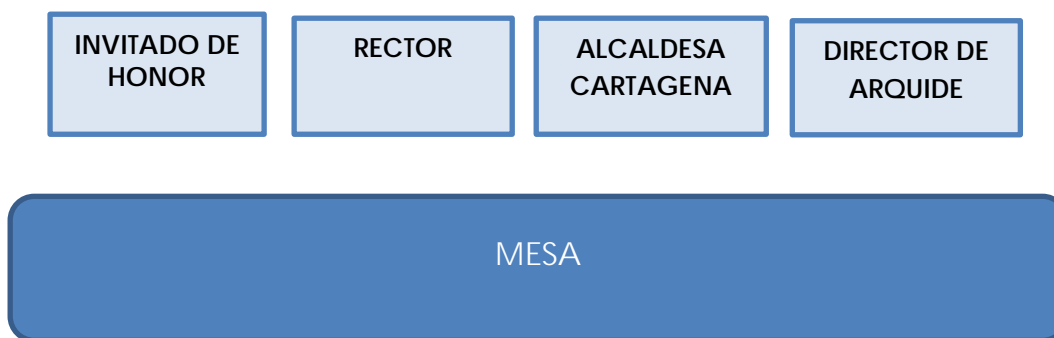 INVITADO DE
HONOR
RECTOR
ALCALDESA
CARTAGENA
DIRECTOR DE
ARQUIDE
MESA